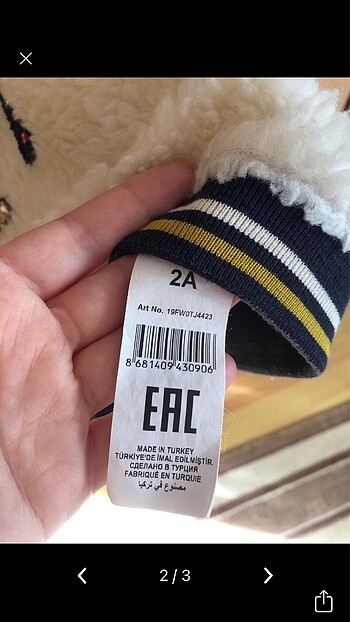 2A
Art No. 19FW0TJ4423
8 681409 430906
EAC
MADE IN TURKEY
TÜRKİYE'DE İMAL EDİLMİŞTİR.
СДЕЛАНО В ТУРЦИЯ
FABRIQUÉ EN TURQUIE
مصنوع في تركيا
2 / 3